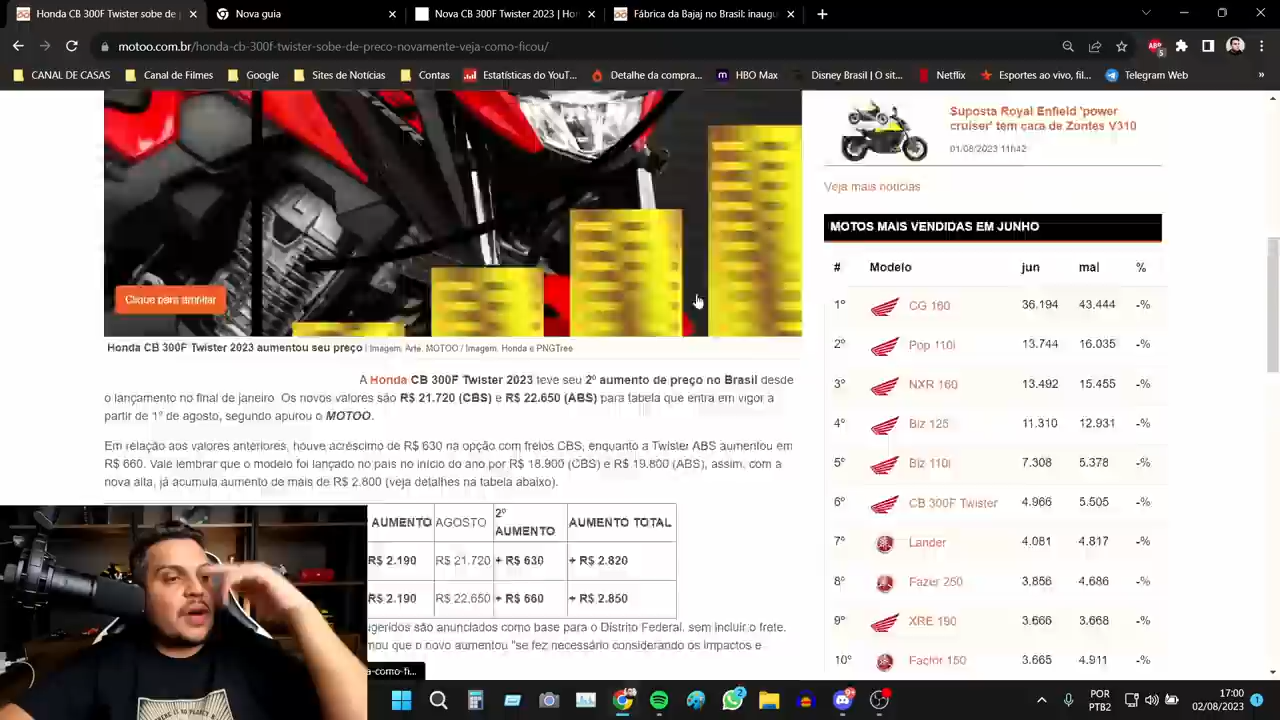 Honda CB 300F Twister sobe de
Nova guia
Nova CB 300F Twister 2023 | Hon
Fábrica da Bajaj no Brasil: inaug
motoo.com.br/honda-cb-300f-twister-sobe-de-preco-novamente-veja-como-ficou/
CANAL DE CASAS
Canal de Filmes
Google
Sites de Notícias
Contas
Estatísticas do YouT...
Detalhe da compra...
HBO Max
Disney Brasil | O sit...
Netflix
Esportes ao vivo, fil...
Telegram Web
Clique para ampliar
Honda CB 300F Twister 2023 aumentou seu preço | Imagem: Arte: MOTOO / Imagem: Honda e PNGTree
A Honda CB 300F Twister 2023 teve seu 2º aumento de preço no Brasil desde
o lançamento no final de janeiro. Os novos valores são R$ 21.720 (CBS) e R$ 22.650 (ABS) para tabela que entra em vigor a
partir de 1º de agosto, segundo apurou o MOTOO.
Em relação aos valores anteriores, houve acréscimo de R$ 630 na opção com freios CBS, enquanto a Twister ABS aumentou em
R$ 660. Vale lembrar que o modelo foi lançado no país no início do ano por R$ 18.900 (CBS) e R$ 19.800 (ABS), assim, com a
nova alta, já acumula aumento de mais de R$ 2.800 (veja detalhes na tabela abaixo).
AUMENTO AGOSTO 2º AUMENTO AUMENTO TOTAL
R$ 2.190 R$ 21.720 + R$ 630 + R$ 2.820
R$ 2.190 R$ 22.650 + R$ 660 + R$ 2.850
geridos são anunciados como base para o Distrito Federal, sem incluir o frete.
mou que o novo aumentou "se fez necessário considerando os impactos e
a-como-fi...
Suposta Royal Enfield 'power
cruiser' tem cara de Zontes V310
01/08/2023 11h42
Veja mais notícias
MOTOS MAIS VENDIDAS EM JUNHO
# Modelo jun mai %
1º CG 160 36.194 43.444 -%
2º Pop 110i 13.744 16.035 -%
3º NXR 160 13.492 15.455 -%
4º Biz 125 11.310 12.931 -%
5º Biz 110i 7.308 5.378 -%
6º CB 300F Twister 4.966 5.505 -%
7º Lander 4.081 4.817 -%
8º Fazer 250 3.856 4.686 -%
9º XRE 190 3.666 3.668 -%
10º Factor 150 3.665 4.911 -%
POR
PTB2
17:00
02/08/2023